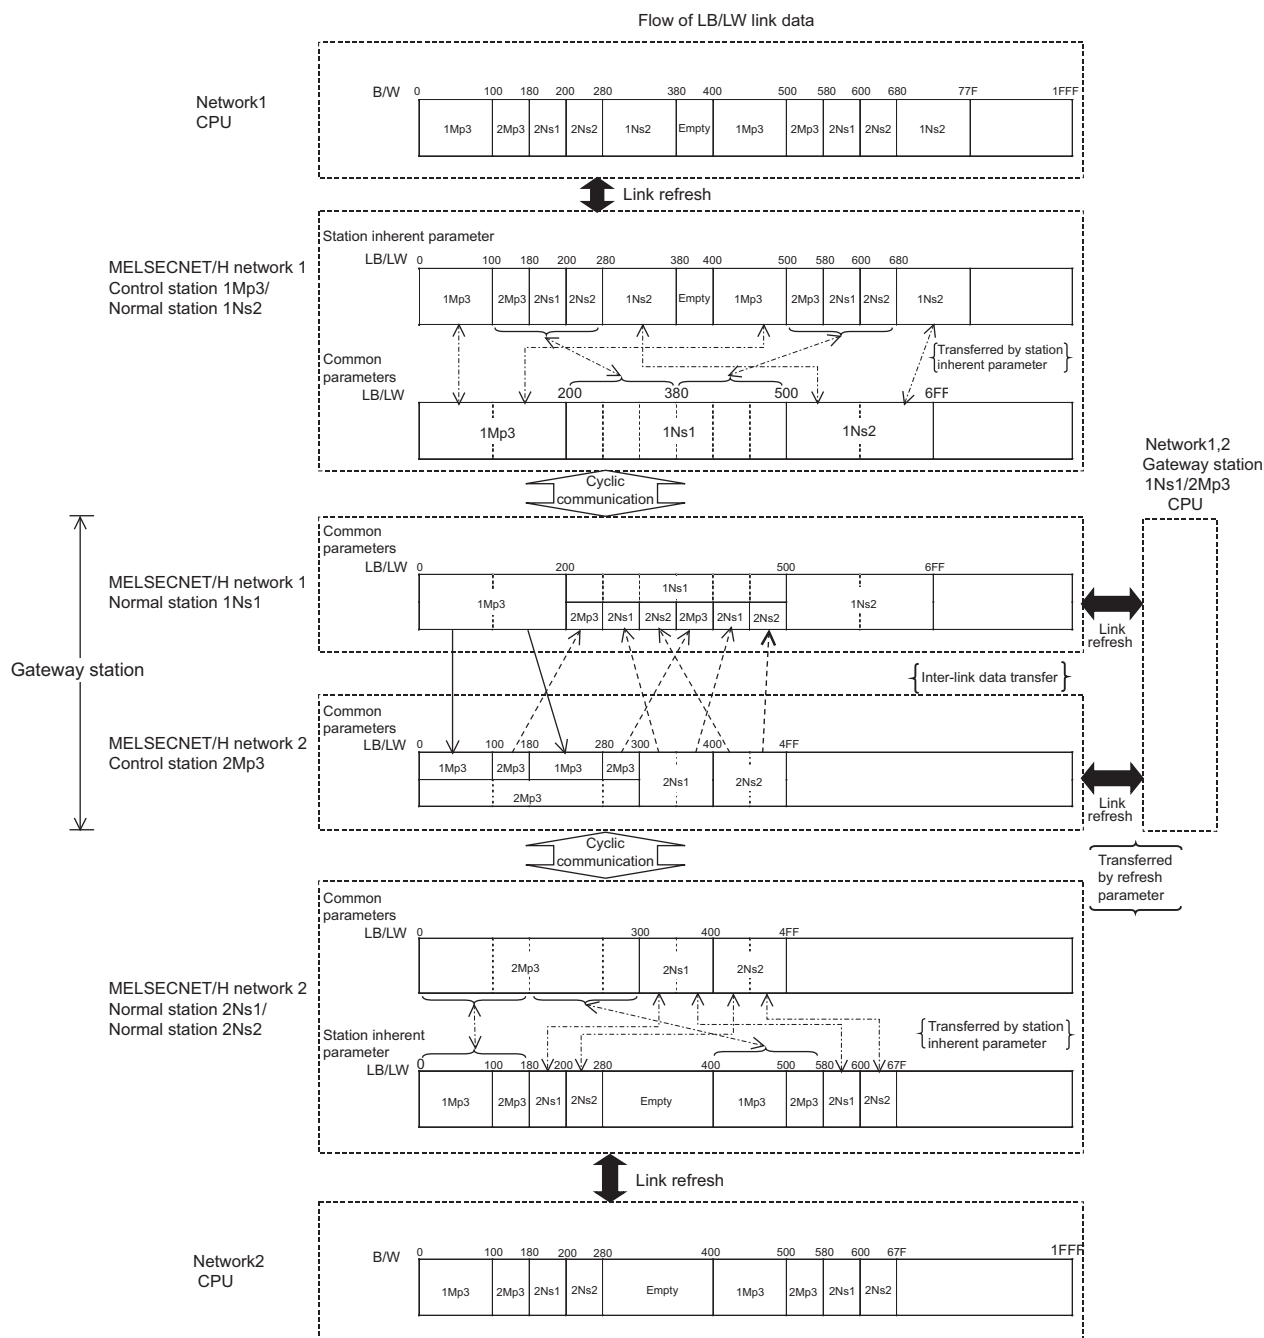 Flow of LB/LW link data
Network1
CPU
B/W 0 100 180 200 280 380 400 500 580 600 680 77F 1FFF
1Mp3 2Mp3 2Ns1 2Ns2 1Ns2 Empty 1Mp3 2Mp3 2Ns1 2Ns2 1Ns2
Link refresh
MELSECNET/H network 1
Control station 1Mp3/
Normal station 1Ns2
Station inherent parameter
LB/LW 0 100 180 200 280 380 400 500 580 600 680
1Mp3 2Mp3 2Ns1 2Ns2 1Ns2 Empty 1Mp3 2Mp3 2Ns1 2Ns2 1Ns2
Transferred by station
inherent parameter
Common
parameters
LB/LW 200 380 500 6FF
1Mp3 1Ns1 1Ns2
Cyclic
communication
Network1,2
Gateway station
1Ns1/2Mp3
CPU
Gateway station
MELSECNET/H network 1
Normal station 1Ns1
Common
parameters
LB/LW 0 200 500 6FF
1Mp3 1Ns1 1Ns2
2Mp3 2Ns1 2Ns2 2Mp3 2Ns1 2Ns2
Link
refresh
Inter-link data transfer
MELSECNET/H network 2
Control station 2Mp3
Common
parameters
LB/LW 0 100 180 280 300 400 4FF
1Mp3 2Mp3 1Mp3 2Mp3 2Ns1 2Ns2
2Mp3
Link
refresh
Cyclic
communication
Transferred
by refresh
parameter
MELSECNET/H network 2
Normal station 2Ns1/
Normal station 2Ns2
Common
parameters
LB/LW 0 300 400 4FF
2Mp3 2Ns1 2Ns2
Transferred by station
inherent parameter
Station inherent
parameter
LB/LW 0 100 180 200 280 400 500 580 600 67F
1Mp3 2Mp3 2Ns1 2Ns2 Empty 1Mp3 2Mp3 2Ns1 2Ns2
Link refresh
Network2
CPU
B/W 0 100 180 200 280 400 500 580 600 67F 1FFF
1Mp3 2Mp3 2Ns1 2Ns2 Empty 1Mp3 2Mp3 2Ns1 2Ns2